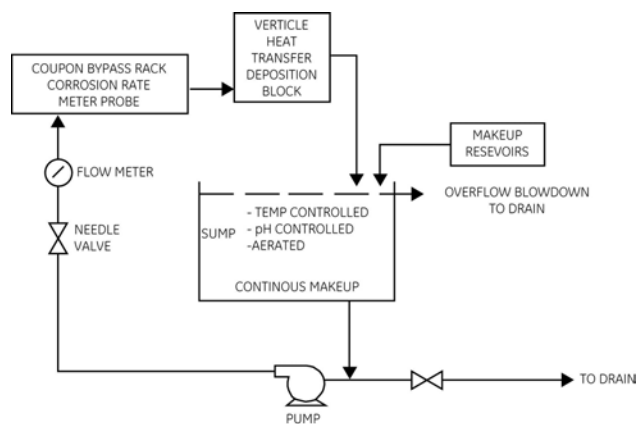 VERTICLE
HEAT
TRANSFER
DEPOSITION
BLOCK
COUPON BYPASS RACK
CORROSION RATE
METER PROBE
MAKEUP
RESEVOIRS
FLOW METER
OVERFLOW BLOWDOWN
TO DRAIN
NEEDLE
VALVE
SUMP
- TEMP CONTROLLED
- pH CONTROLLED
-AERATED
CONTINOUS MAKEUP
TO DRAIN
PUMP